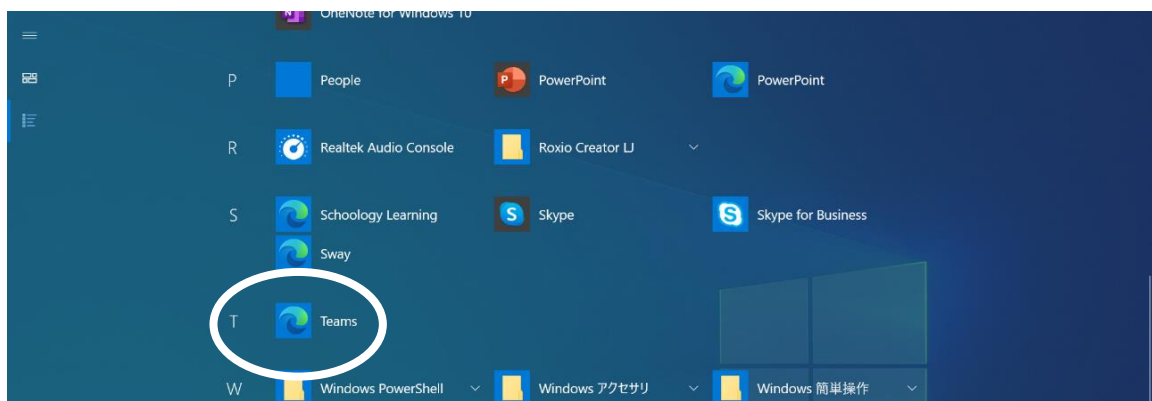 OneNote for Windows 10
P People PowerPoint PowerPoint
R Realtek Audio Console Roxio Creator LJ
S Schoology Learning Skype Skype for Business
Sway
T Teams
W Windows PowerShell Windows アクセサリ Windows 簡単操作